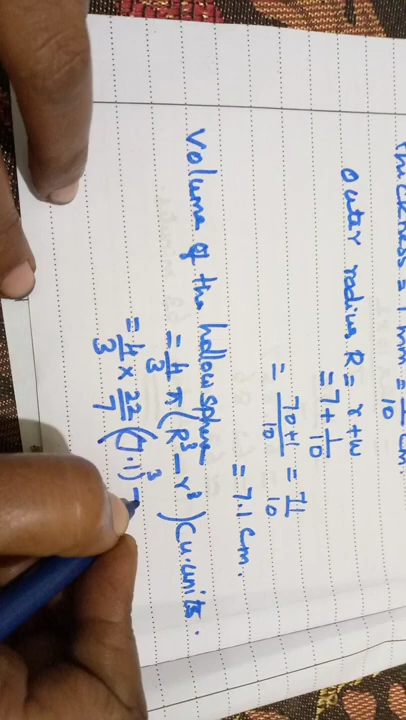 thickness = 1 mm = 1/10 cm.
outer radius R = r+w
= 7 + 1/10
= 70+1/10 = 71/10
= 7.1 cm.
Volume of the hollow sphere
= 4/3 π (R³ − r³) cu.units.
= 4/3 × 22/7 ((7.1)³ −